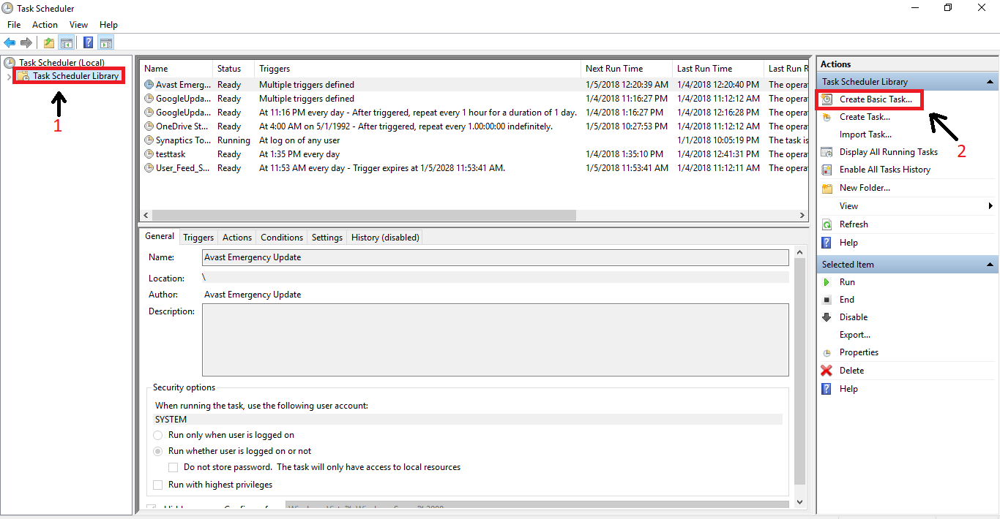 Task Scheduler
File Action View Help
Task Scheduler (Local)
Task Scheduler Library
1
Name Status Triggers Next Run Time Last Run Time Last Run R
Avast Emerg... Ready Multiple triggers defined 1/5/2018 12:20:39 AM 1/4/2018 12:20:40 PM The opera
GoogleUpda... Ready Multiple triggers defined 1/4/2018 11:16:27 PM 1/4/2018 11:12:12 AM The opera
GoogleUpda... Ready At 11:16 PM every day - After triggered, repeat every 1 hour for a duration of 1 day. 1/4/2018 1:16:27 PM 1/4/2018 12:16:28 PM The opera
OneDrive St... Ready At 4:00 AM on 5/1/1992 - After triggered, repeat every 1.00:00:00 indefinitely. 1/5/2018 10:27:53 PM 1/4/2018 11:12:12 AM The opera
Synaptics To... Running At log on of any user 1/1/2018 10:05:19 PM The task is
testtask Ready At 1:35 PM every day 1/4/2018 1:35:10 PM 1/4/2018 12:41:31 PM The opera
User_Feed_S... Ready At 11:53 AM every day - Trigger expires at 1/5/2028 11:53:41 AM. 1/5/2018 11:53:41 AM 1/4/2018 11:12:11 AM The opera
General Triggers Actions Conditions Settings History (disabled)
Name: Avast Emergency Update
Location: \
Author: Avast Emergency Update
Description:
Security options
When running the task, use the following user account:
SYSTEM
Run only when user is logged on
Run whether user is logged on or not
Do not store password. The task will only have access to local resources
Run with highest privileges
Actions
Task Scheduler Library
Create Basic Task...
Create Task...
Import Task...
2
Display All Running Tasks
Enable All Tasks History
New Folder...
View
Refresh
Help
Selected Item
Run
End
Disable
Export...
Properties
Delete
Help